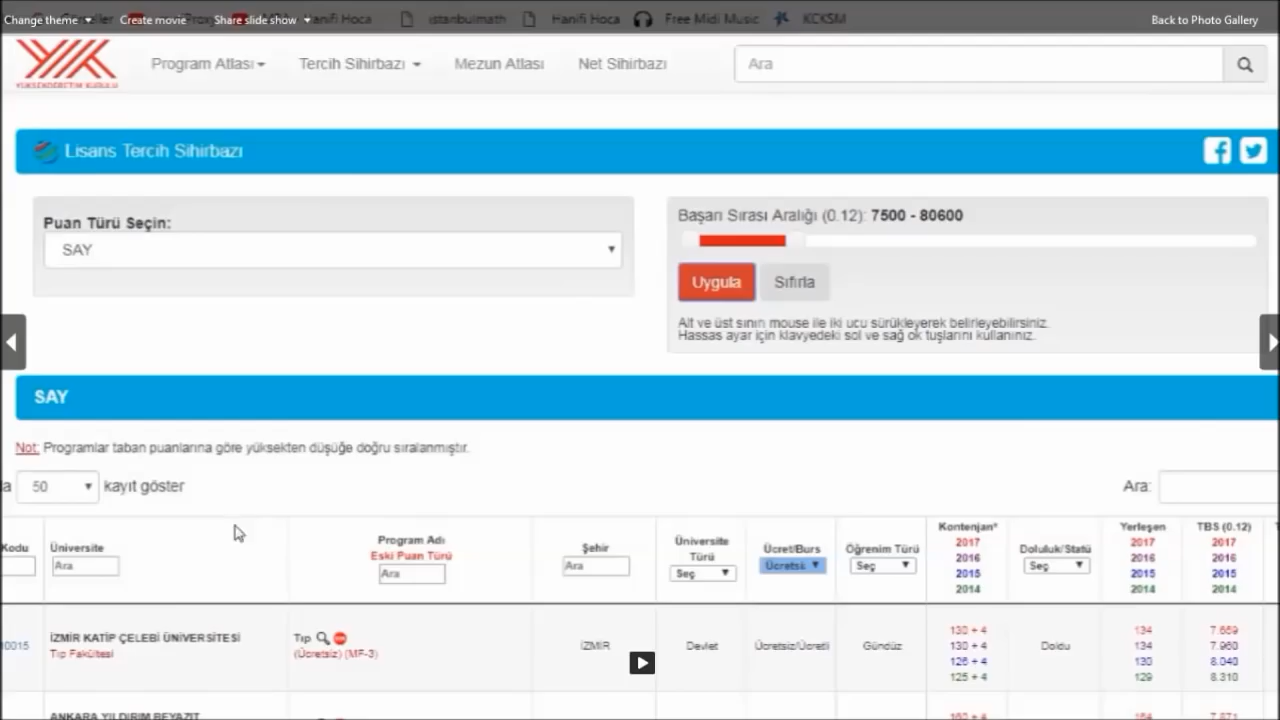 Change theme Create movie Share slide show Back to Photo Gallery
Hanifi Hoca istanbulmath Hanifi Hoca Free Midi Music KCKSM
YÜKSEKÖĞRETİM KURULU
Program Atlası Tercih Sihirbazı Mezun Atlası Net Sihirbazı Ara
Lisans Tercih Sihirbazı
Puan Türü Seçin:
SAY
Başarı Sırası Aralığı (0.12): 7500 - 80600
Uygula Sıfırla
Alt ve üst sınırı mouse ile iki ucu sürükleyerek belirleyebilirsiniz.
Hassas ayar için klavyedeki sol ve sağ ok tuşlarını kullanınız.
SAY
Not: Programlar taban puanlarına göre yüksekten düşüğe doğru sıralanmıştır.
50 kayıt göster Ara:
Kodu Üniversite Program Adı Şehir Üniversite Türü Ücret/Burs Öğrenim Türü Kontenjan* Doluluk/Statü Yerleşen TBS (0.12)
Eski Puan Türü
2017 2017 2017
2016 2016 2016
2015 2015 2015
2014 2014 2014
Ara Ara Ara Seç Ücretsiz Seç Seç
İZMİR KATİP ÇELEBİ ÜNİVERSİTESİ
Tıp Fakültesi
Tıp
(Ücretsiz) (MF-3)
İZMİR Devlet Ücretsiz/Ücretli Gündüz
130 + 4
130 + 4
126 + 4
125 + 4
Doldu
134
134
130
129
7.659
7.960
8.040
8.310
ANKARA YILDIRIM BEYAZIT